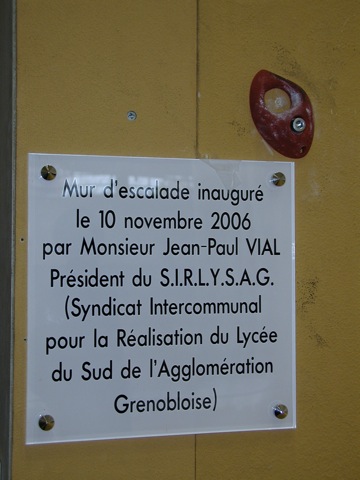 Mur d'escalade inauguré
le 10 novembre 2006
par Monsieur Jean-Paul VIAL
Président du S.I.R.L.Y.S.A.G.
(Syndicat Intercommunal
pour la Réalisation du Lycée
du Sud de l'Agglomération
Grenobloise)